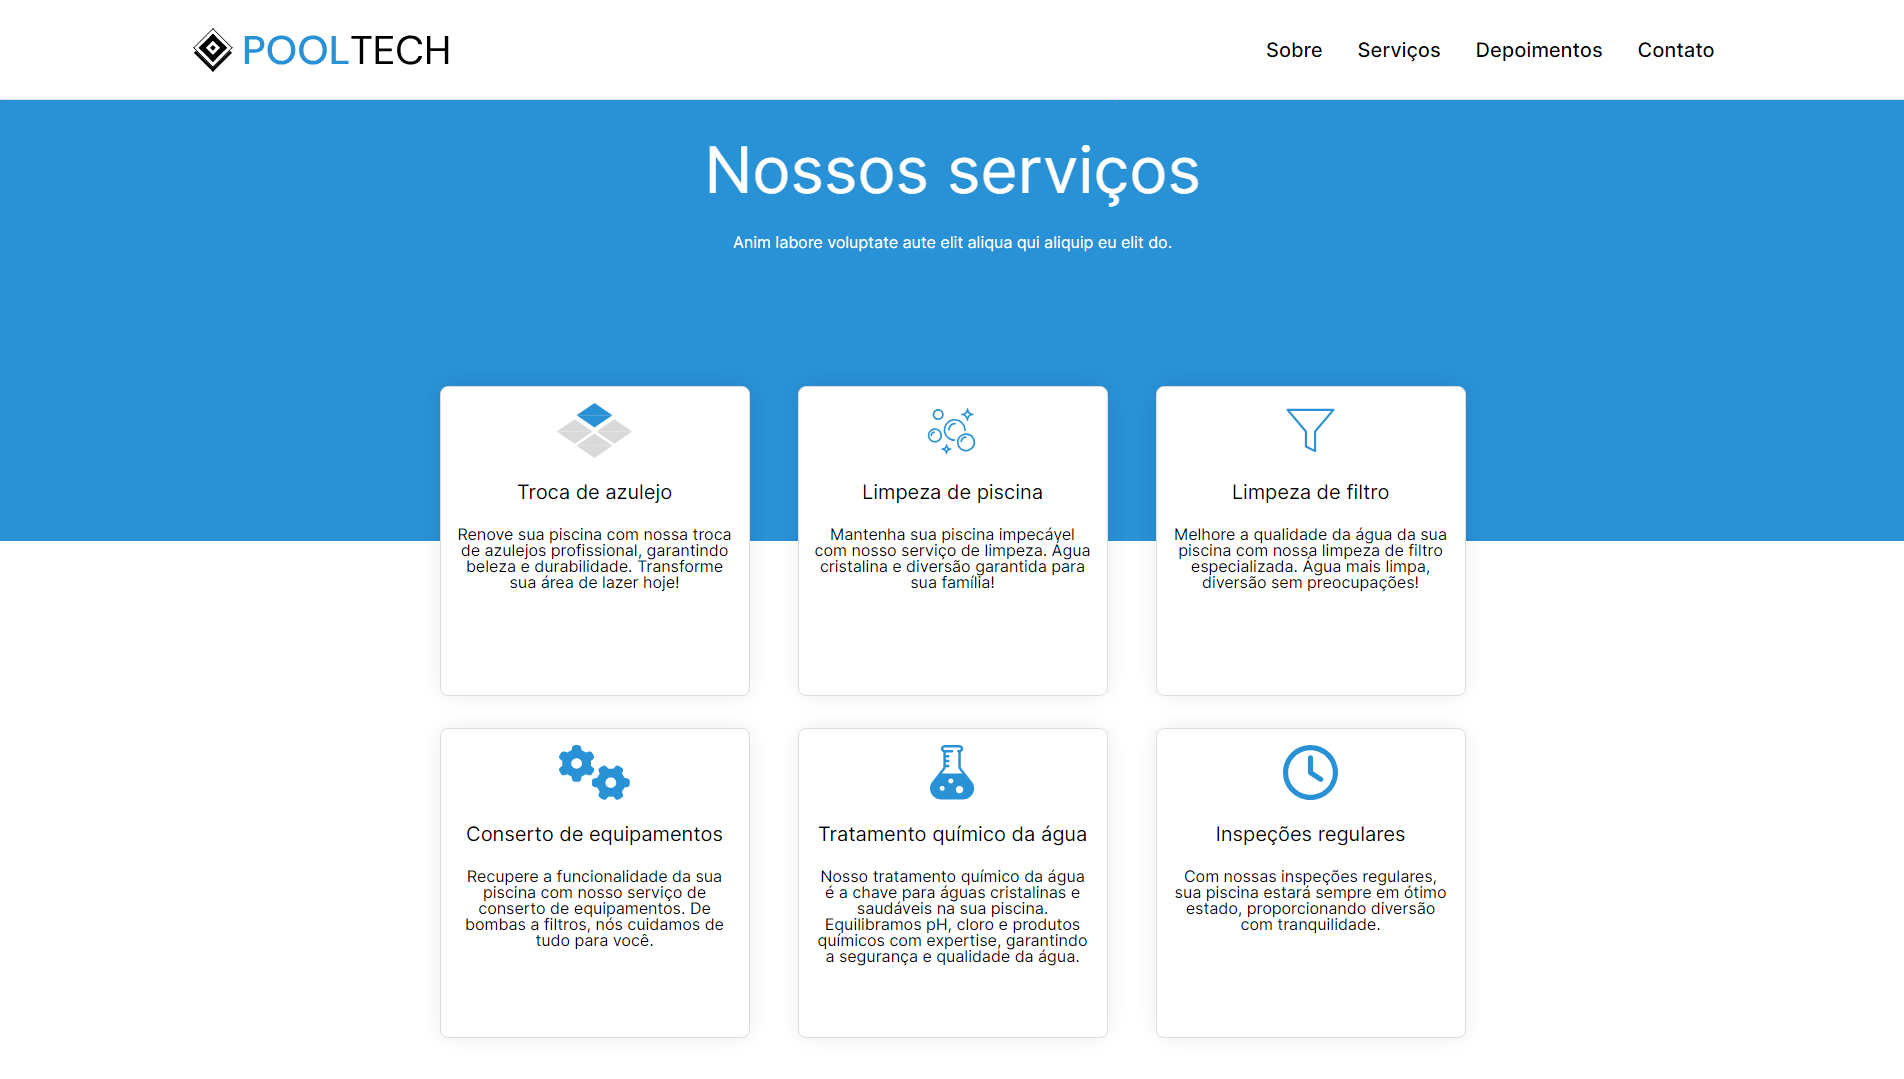 POOLTECH
Sobre Serviços Depoimentos Contato
Nossos serviços
Anim labore voluptate aute elit aliqua qui aliquip eu elit do.
Troca de azulejo
Renove sua piscina com nossa troca
de azulejos profissional, garantindo
beleza e durabilidade. Transforme
sua área de lazer hoje!
Limpeza de piscina
Mantenha sua piscina impecável
com nosso serviço de limpeza. Água
cristalina e diversão garantida para
sua família!
Limpeza de filtro
Melhore a qualidade da água da sua
piscina com nossa limpeza de filtro
especializada. Água mais limpa,
diversão sem preocupações!
Conserto de equipamentos
Recupere a funcionalidade da sua
piscina com nosso serviço de
conserto de equipamentos. De
bombas a filtros, nós cuidamos de
tudo para você.
Tratamento químico da água
Nosso tratamento químico da água
é a chave para águas cristalinas e
saudáveis na sua piscina.
Equilibramos pH, cloro e produtos
químicos com expertise, garantindo
a segurança e qualidade da água.
Inspeções regulares
Com nossas inspeções regulares,
sua piscina estará sempre em ótimo
estado, proporcionando diversão
com tranquilidade.